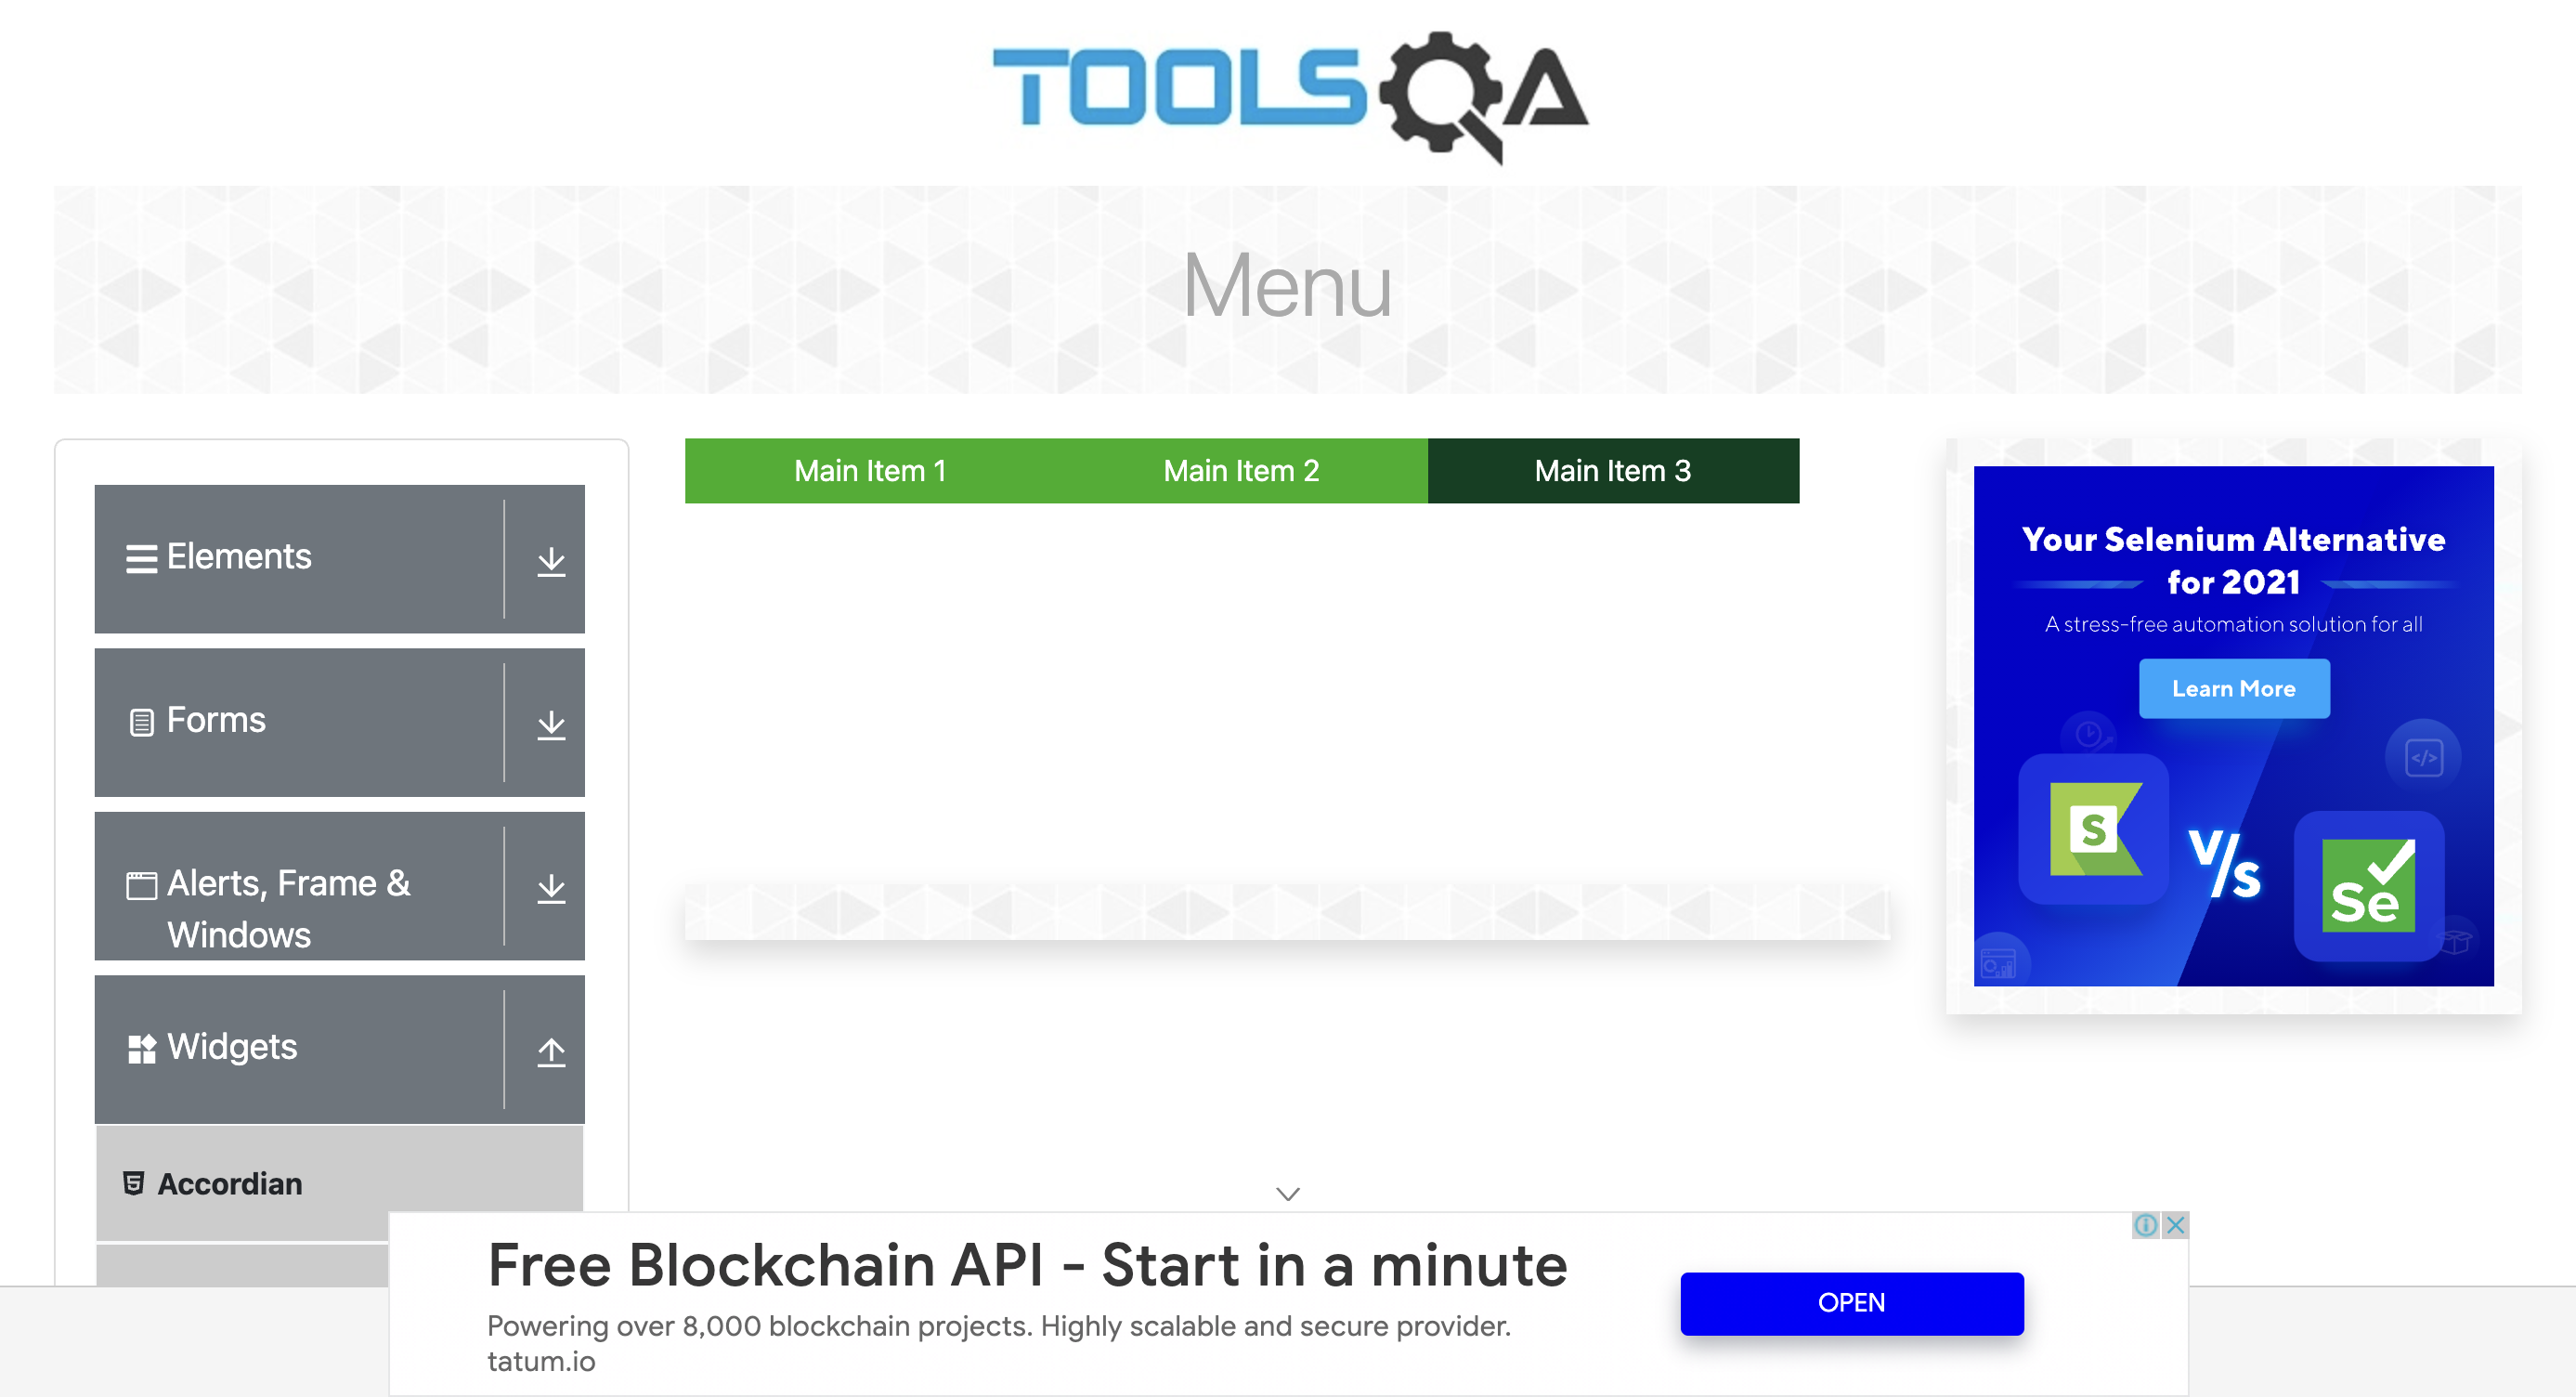 TOOLSQA
Menu
Main Item 1
Main Item 2
Main Item 3
Elements
Forms
Alerts, Frame &
Windows
Widgets
Accordian
Your Selenium Alternative
for 2021
A stress-free automation solution for all
Learn More
</>
S
V/s
Se
Free Blockchain API - Start in a minute
Powering over 8,000 blockchain projects. Highly scalable and secure provider.
tatum.io
OPEN